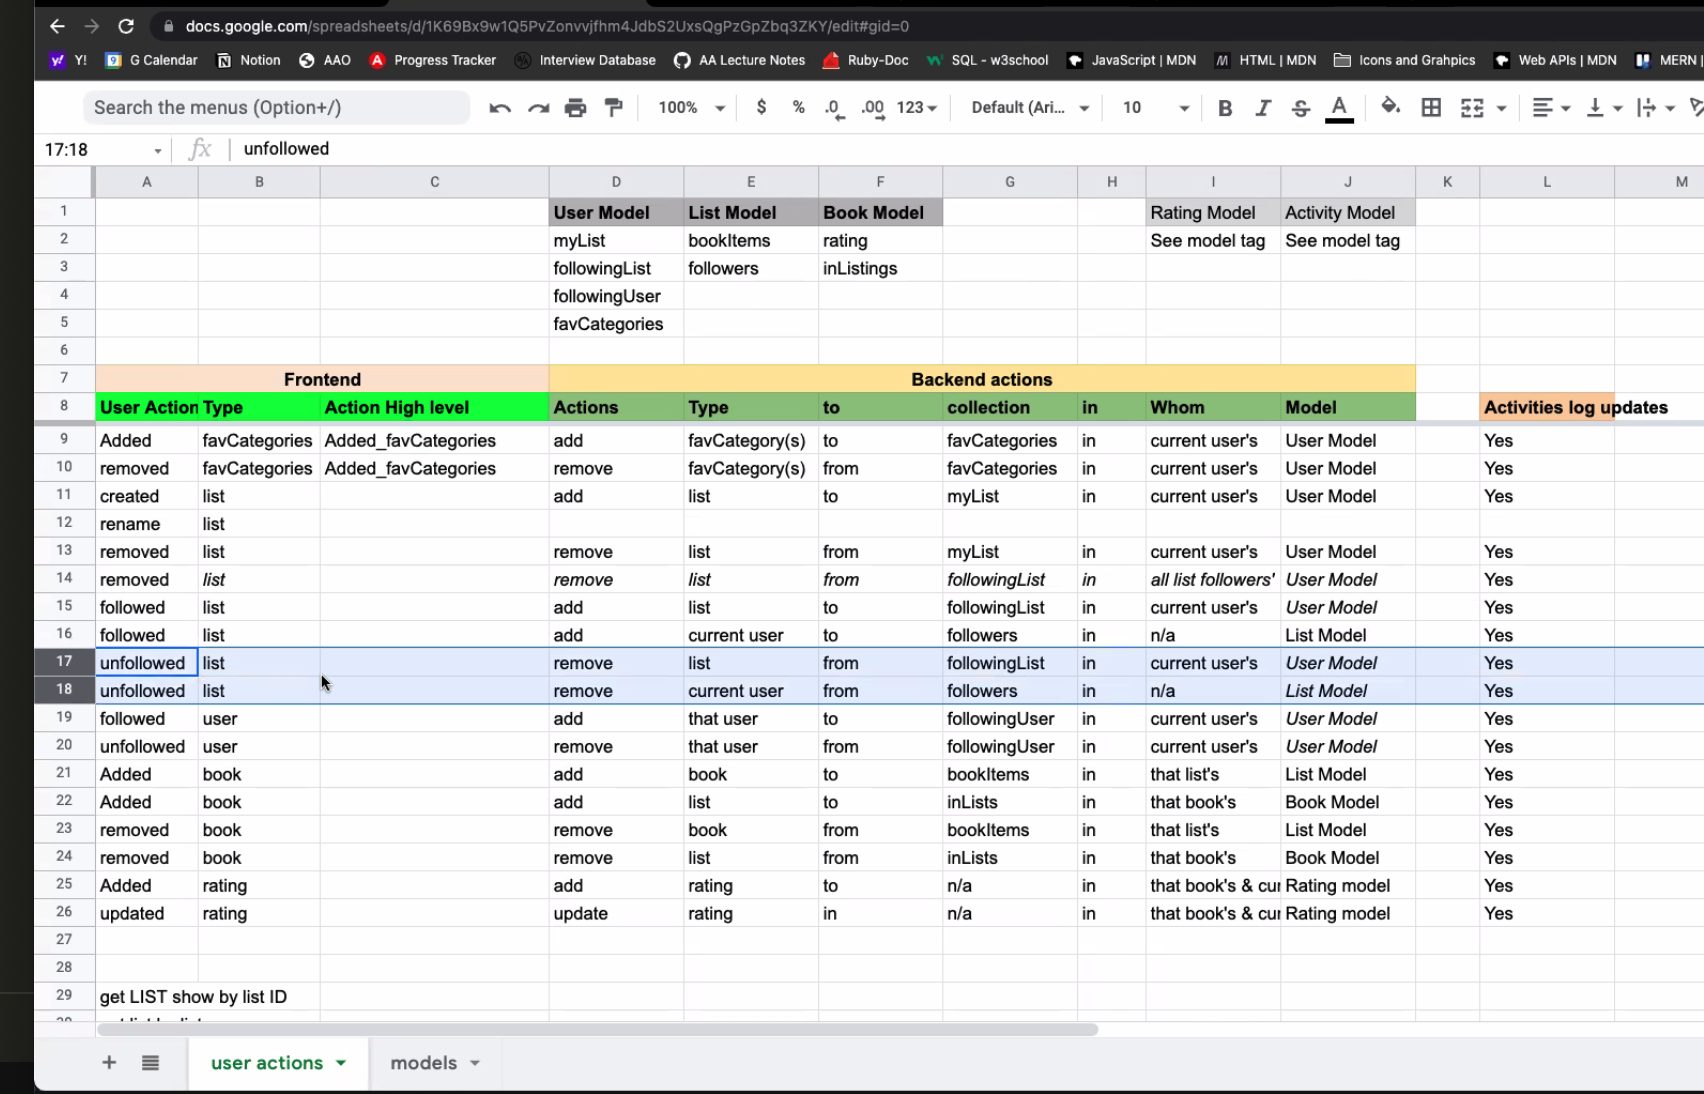 docs.google.com/spreadsheets/d/1K69Bx9w1Q5PvZonvvjfhm4JdbS2UxsQgPzGpZbq3ZKY/edit#gid=0
Y! G Calendar Notion AAO Progress Tracker Interview Database AA Lecture Notes Ruby-Doc SQL - w3school JavaScript | MDN HTML | MDN Icons and Grahpics Web APIs | MDN MERN
Search the menus (Option+/) 100% $ % .0 .00 123 Default (Ari... 10 B I S A
17:18 fx unfollowed
A B C D E F G H I J K L M
1 User Model List Model Book Model Rating Model Activity Model
2 myList bookItems rating See model tag See model tag
3 followingList followers inListings
4 followingUser
5 favCategories
6
7 Frontend Backend actions
8 User Action Type Action High level Actions Type to collection in Whom Model Activities log updates
9 Added favCategories Added_favCategories add favCategory(s) to favCategories in current user's User Model Yes
10 removed favCategories Added_favCategories remove favCategory(s) from favCategories in current user's User Model Yes
11 created list add list to myList in current user's User Model Yes
12 rename list
13 removed list remove list from myList in current user's User Model Yes
14 removed list remove list from followingList in all list followers' User Model Yes
15 followed list add list to followingList in current user's User Model Yes
16 followed list add current user to followers in n/a List Model Yes
17 unfollowed list remove list from followingList in current user's User Model Yes
18 unfollowed list remove current user from followers in n/a List Model Yes
19 followed user add that user to followingUser in current user's User Model Yes
20 unfollowed user remove that user from followingUser in current user's User Model Yes
21 Added book add book to bookItems in that list's List Model Yes
22 Added book add list to inLists in that book's Book Model Yes
23 removed book remove book from bookItems in that list's List Model Yes
24 removed book remove list from inLists in that book's Book Model Yes
25 Added rating add rating to n/a in that book's & cur Rating model Yes
26 updated rating update rating in n/a in that book's & cur Rating model Yes
27
28
29 get LIST show by list ID
user actions models